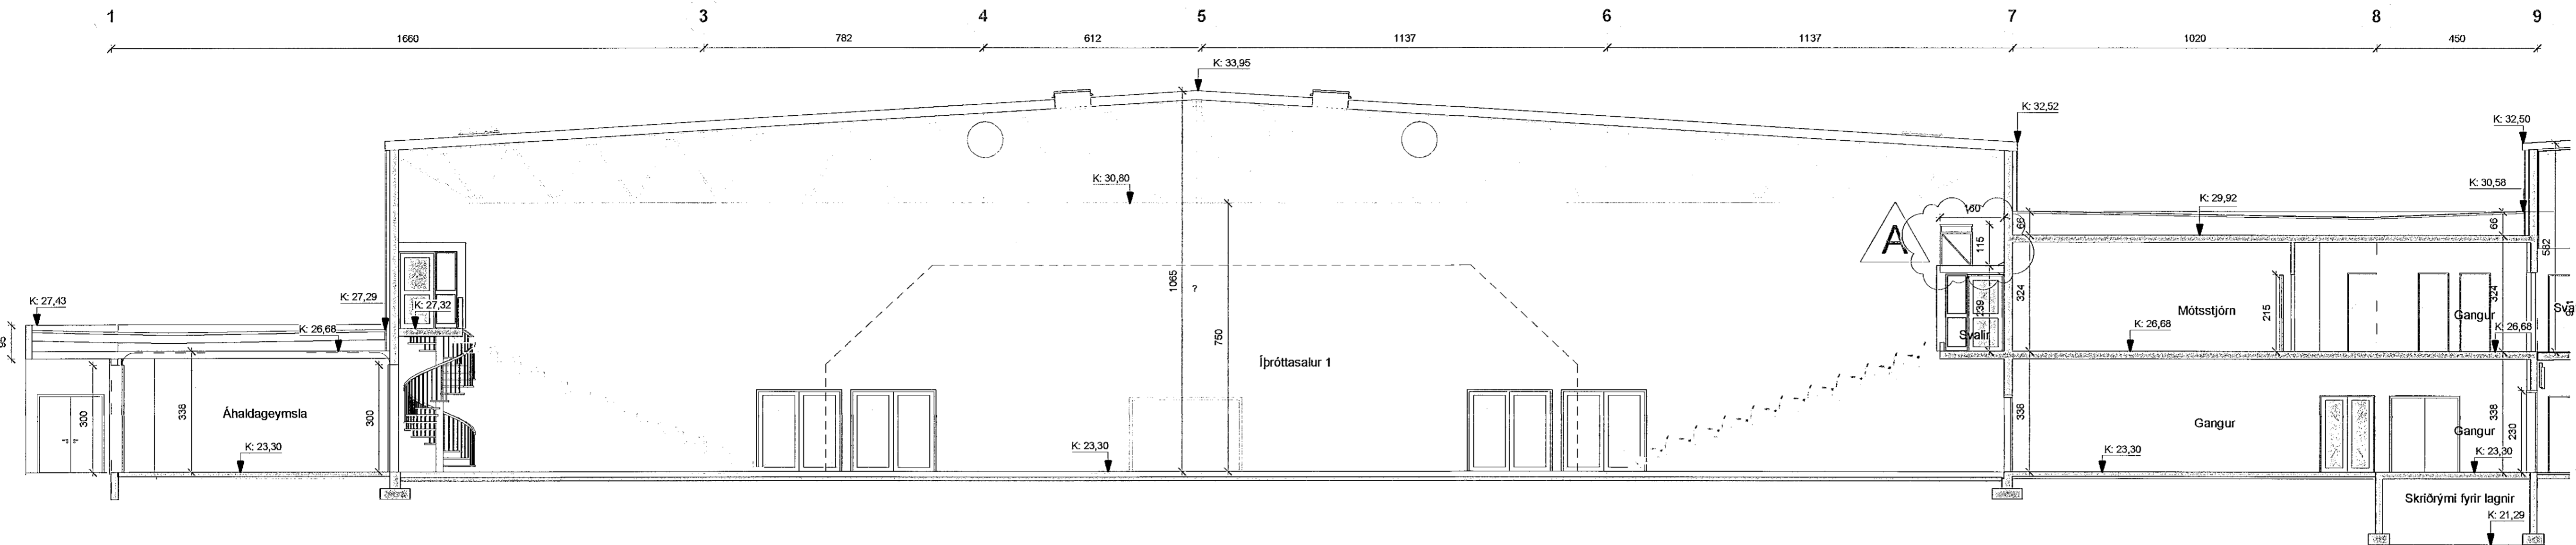 1 3 4 5 6 7 8 9
1660 782 612 1137 1137 1020 450
K: 33,95
K: 32,52
K: 32,50
K: 30,80
K: 30,58
K: 29,92
160
66
66
115
A
582
1065
?
324
324
K: 27,43
K: 27,29
K: 27,32
239
215
Mótsstjórn
Gangur
K: 26,68
Svalir
K: 26,68
K: 26,68
95
750
Íþróttasalur 1
300
338
Áhaldageymsla
300
338
338
230
Gangur
Gangur
K: 23,30
K: 23,30
K: 23,30
K: 23,30
Skriðrými fyrir lagnir
K: 21,29